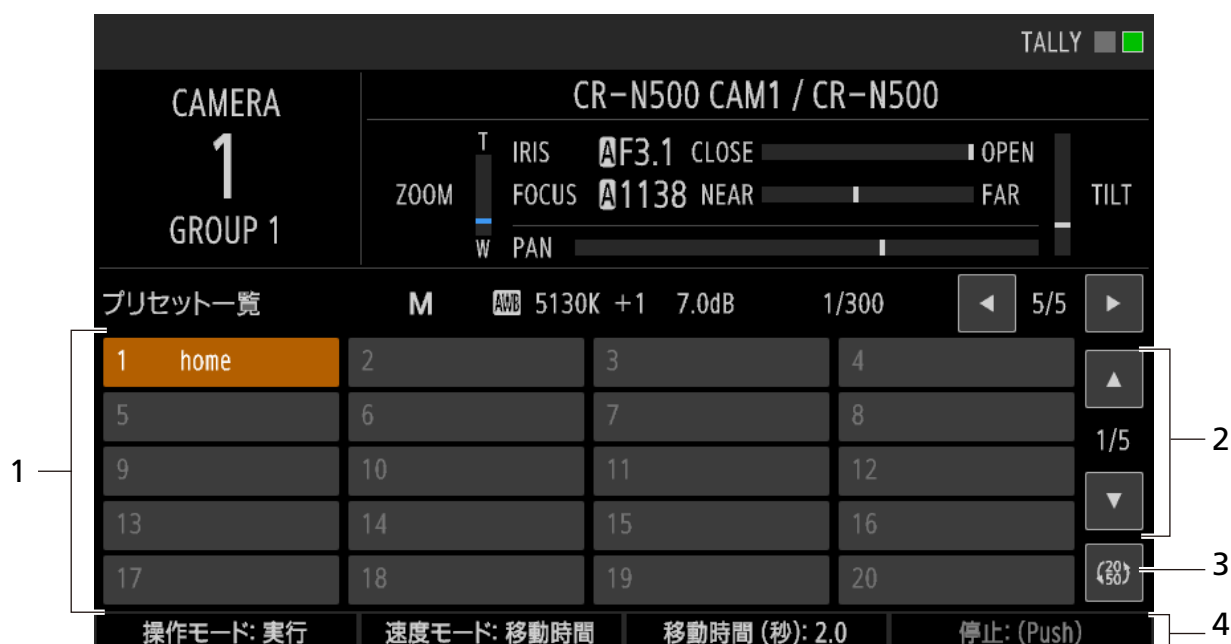 TALLY
CAMERA
1
GROUP 1
CR-N500 CAM1 / CR-N500
ZOOM
T
W
IRIS A F3.1 CLOSE OPEN
FOCUS A 1138 NEAR FAR
PAN
TILT
プリセット一覧 M AWB 5130K +1 7.0dB 1/300 ◀ 5/5 ▶
1 home 2 3 4
5 6 7 8
9 10 11 12
13 14 15 16
17 18 19 20
▲
1/5
▼
20
50
操作モード: 実行 速度モード: 移動時間 移動時間 (秒): 2.0 停止: (Push)
1
2
3
4